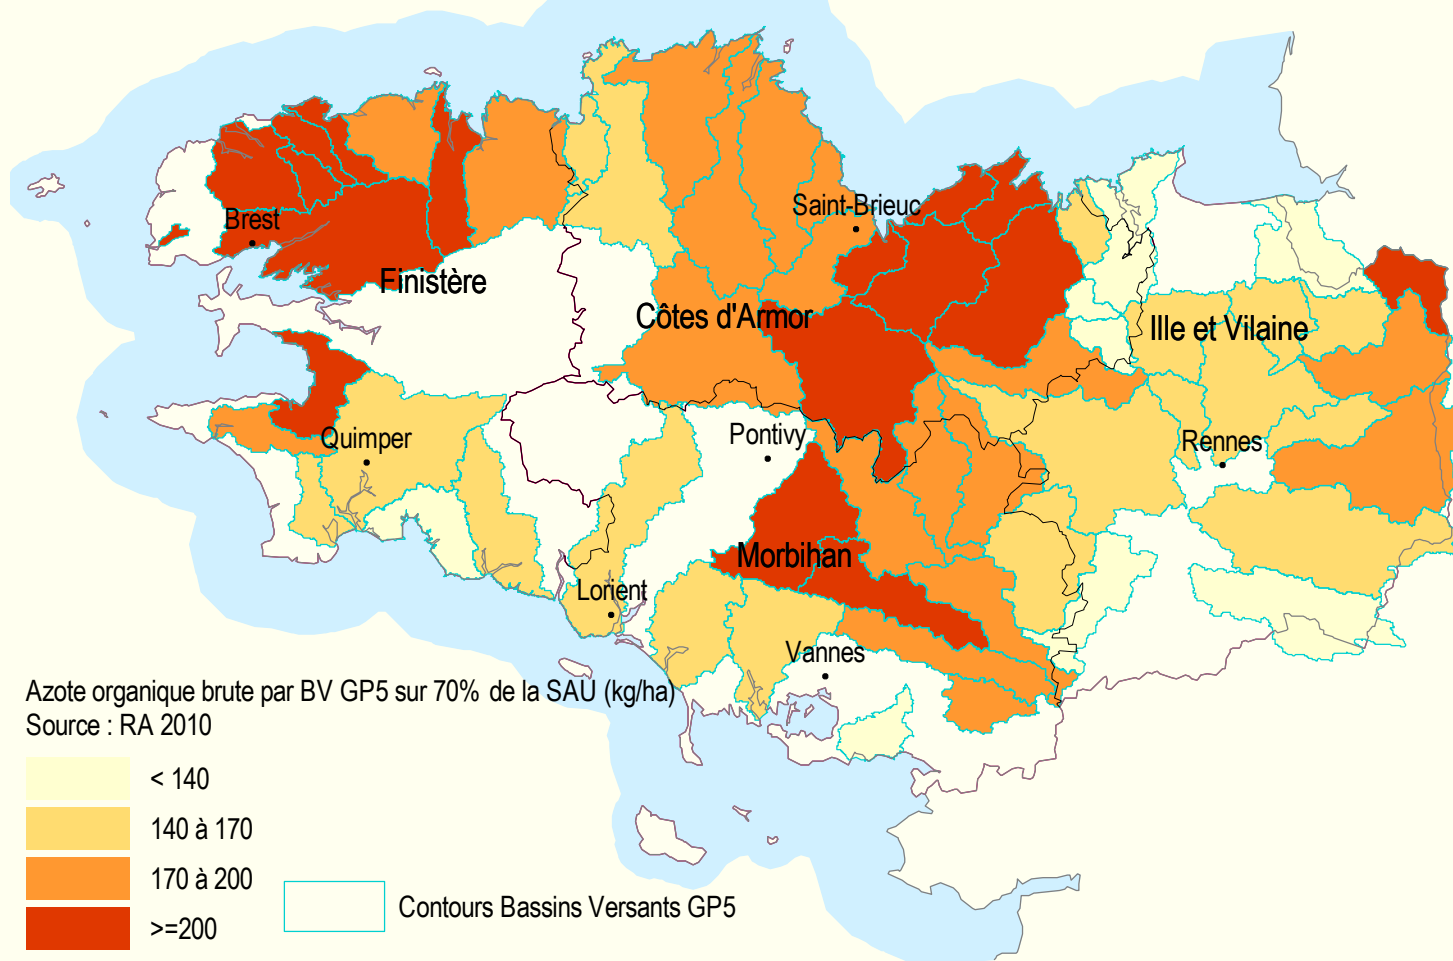 Saint-Brieuc
Brest
Finistère
Côtes d'Armor
Ille et Vilaine
Quimper
Pontivy
Rennes
Morbihan
Lorient
Vannes
Azote organique brute par BV GP5 sur 70% de la SAU (kg/ha)
Source : RA 2010
< 140
140 à 170
170 à 200
>=200
Contours Bassins Versants GP5